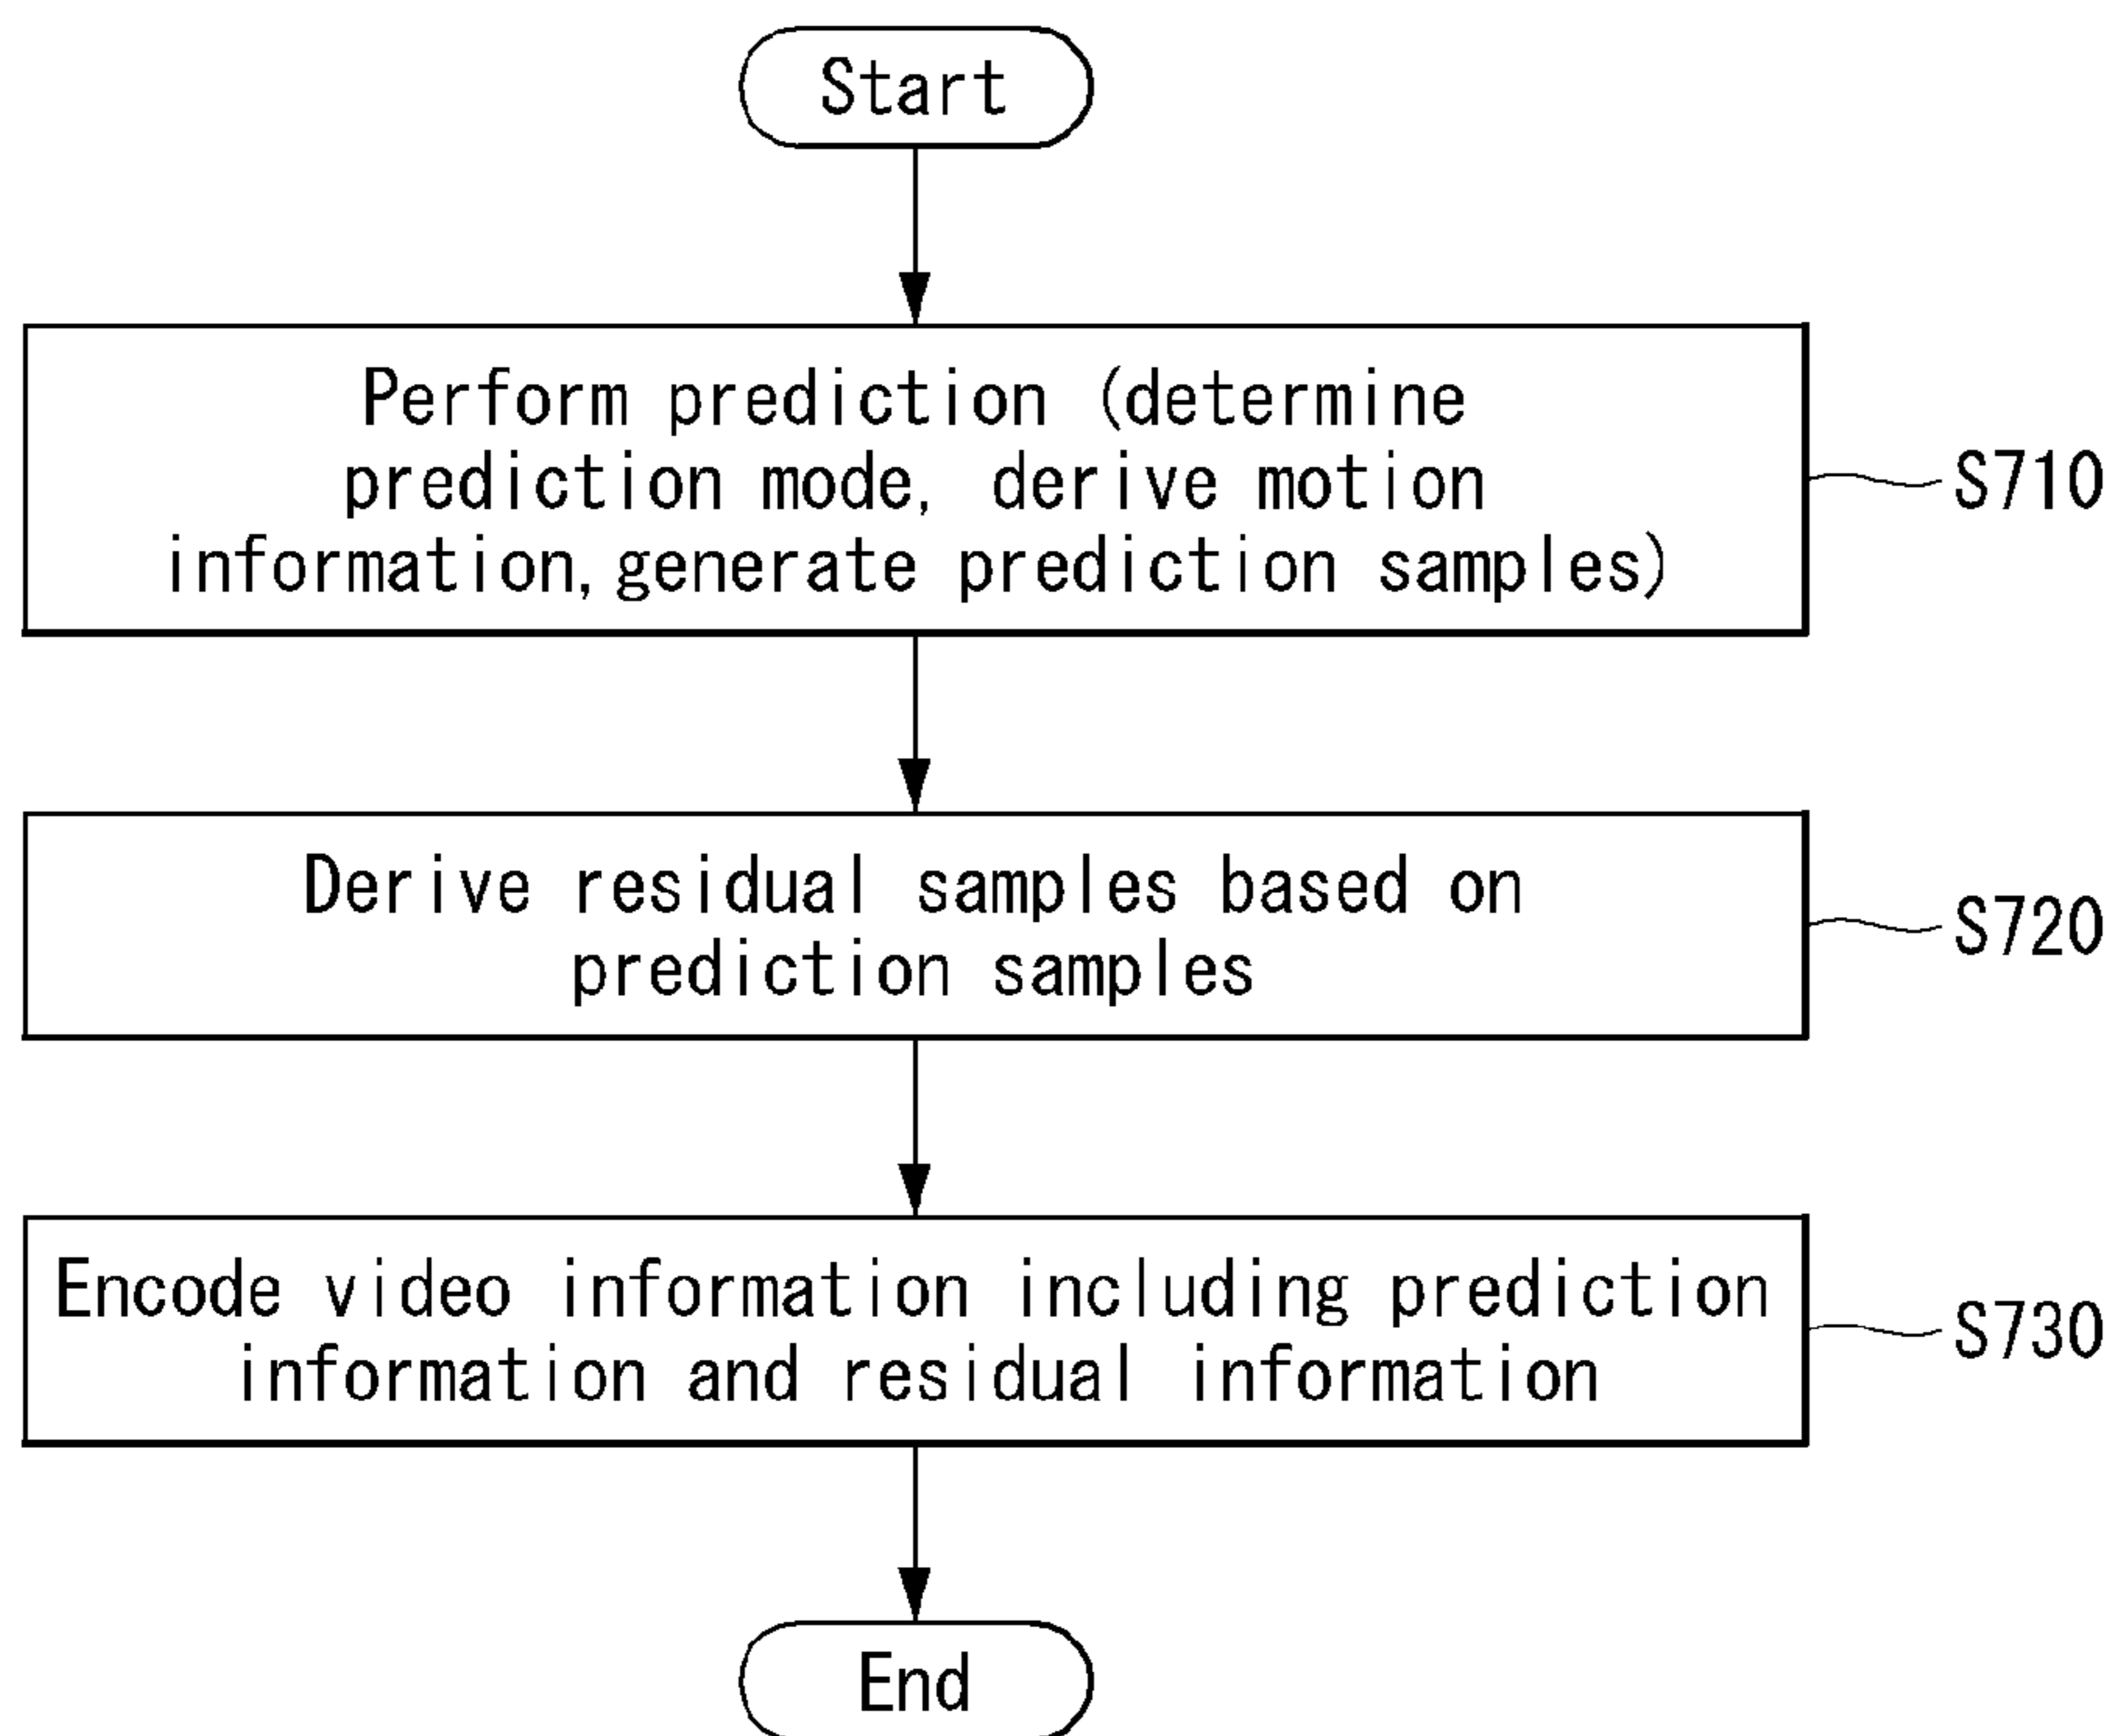 Start
Perform prediction (determine
prediction mode, derive motion
information, generate prediction samples)
S710
Derive residual samples based on
prediction samples
S720
Encode video information including prediction
information and residual information
S730
End